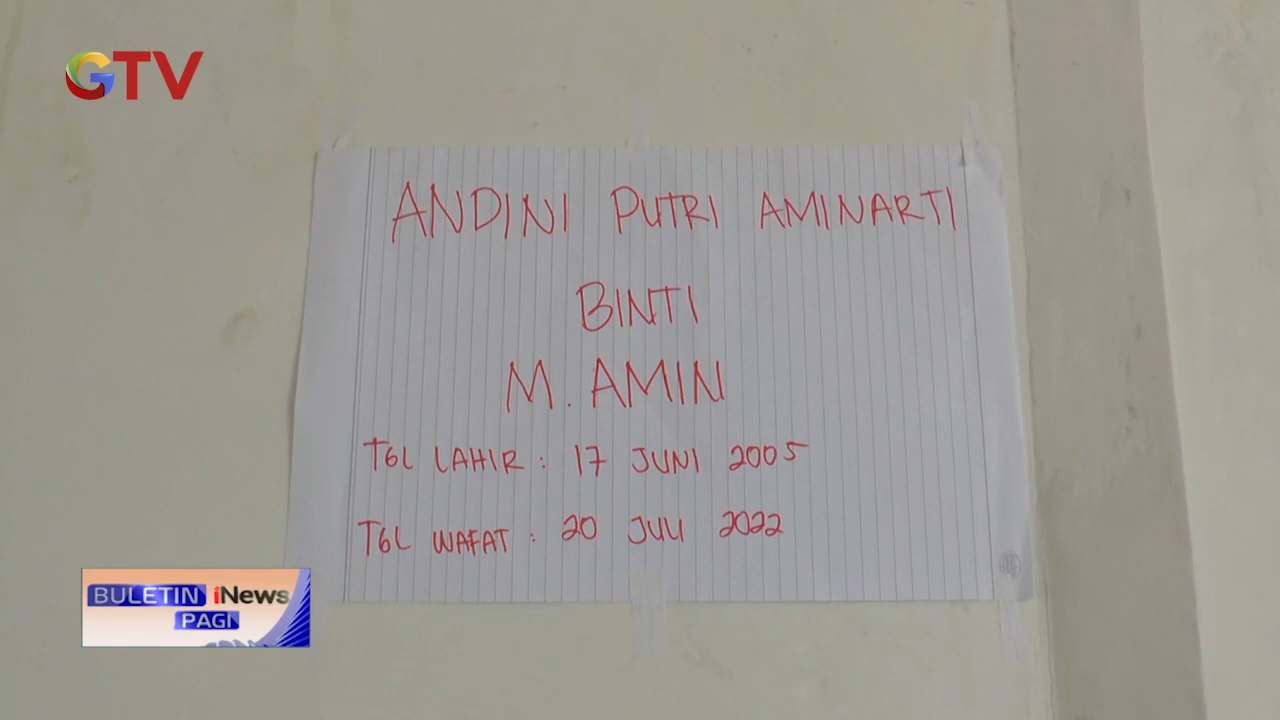 GTV
ANDINI PUTRI AMINARTI
BINTI
M. AMIN
TGL LAHIR : 17 JUNI 2005
TGL WAFAT : 20 JULI 2022
BULETIN iNews
PAGI